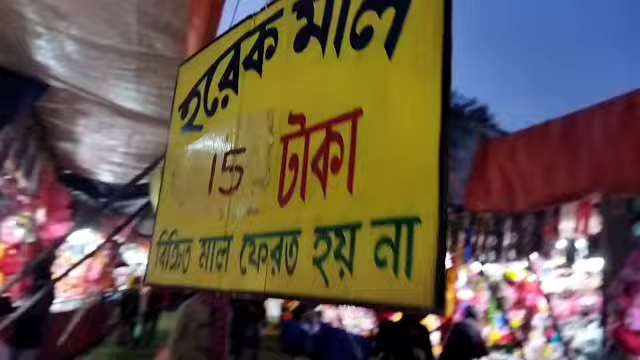 হরেক মাল
15 টাকা
বিক্রিত মাল ফেরত হয় না